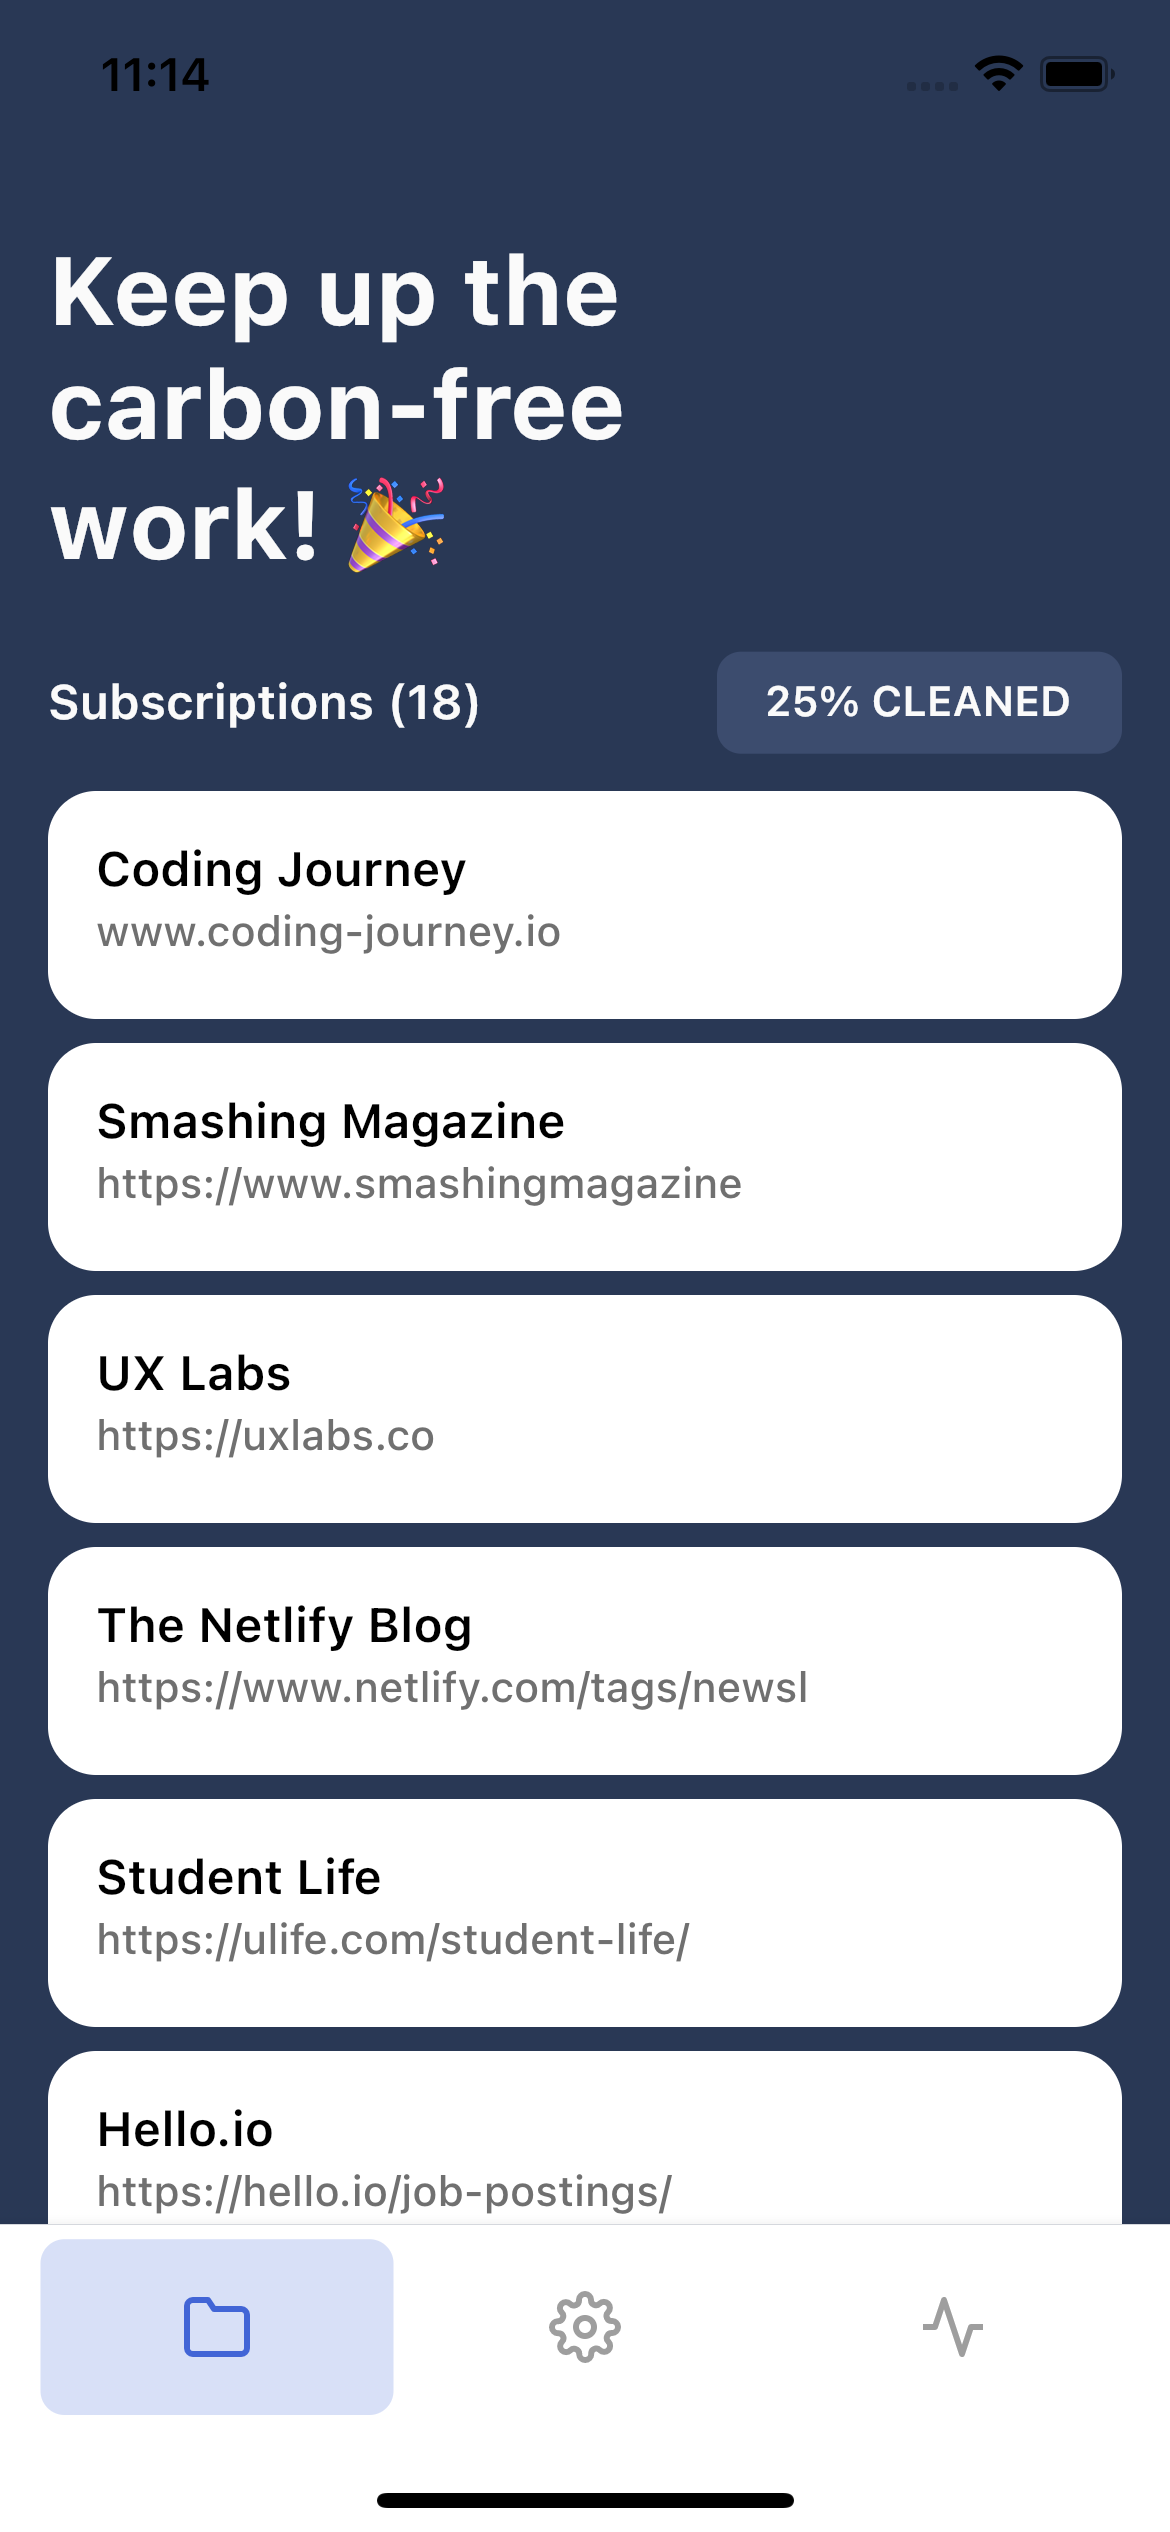 11:14
Keep up the
carbon-free
work! 🎉
Subscriptions (18)
25% CLEANED
Coding Journey
www.coding-journey.io
Smashing Magazine
https://www.smashingmagazine
UX Labs
https://uxlabs.co
The Netlify Blog
https://www.netlify.com/tags/newsl
Student Life
https://ulife.com/student-life/
Hello.io
https://hello.io/job-postings/